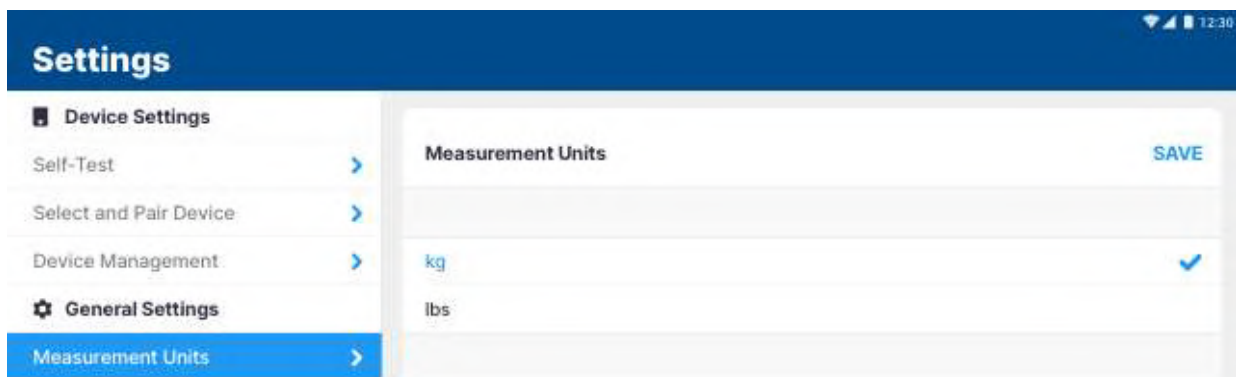 12:30
Settings
Device Settings
Self-Test
Select and Pair Device
Device Management
General Settings
Measurement Units
Measurement Units
SAVE
kg
lbs